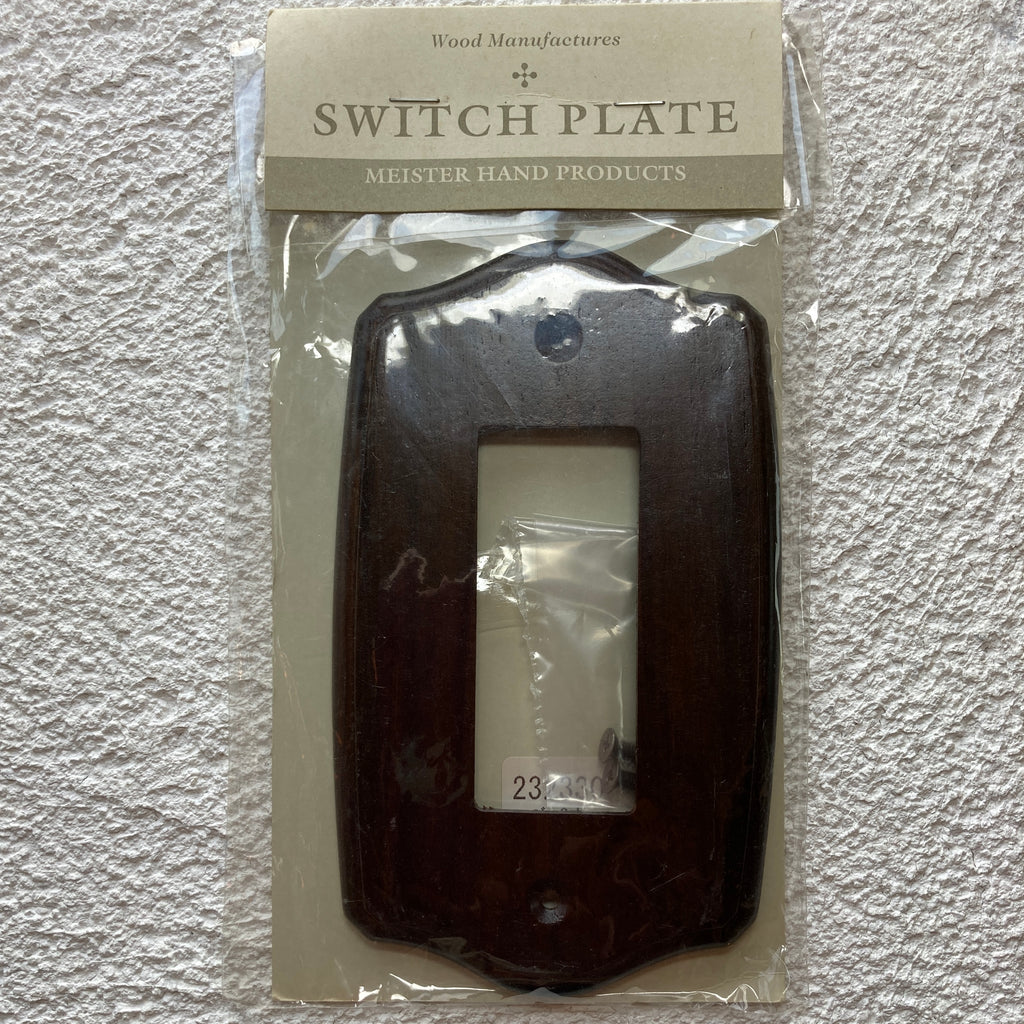 Wood Manufactures
SWITCH PLATE
MEISTER HAND PRODUCTS